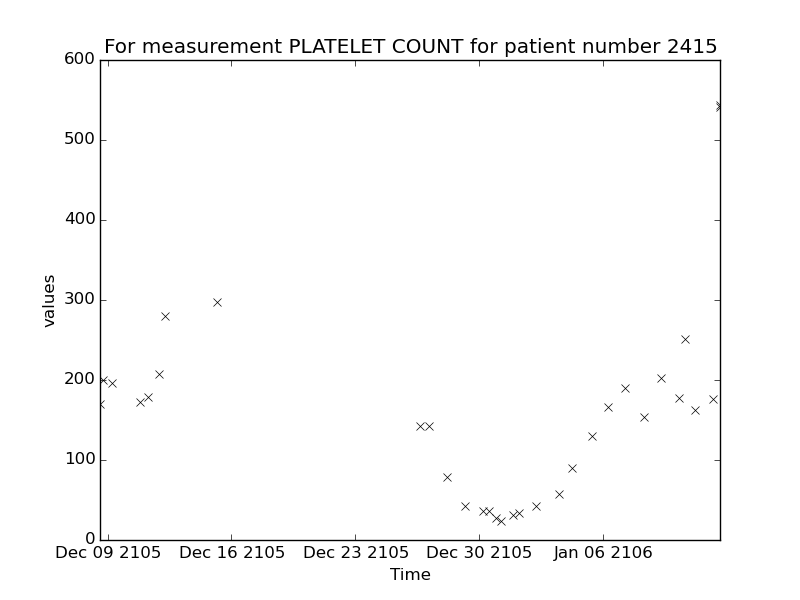 For measurement PLATELET COUNT for patient number 2415
600
500
400
300
200
100
0
values
Dec 09 2105 Dec 16 2105 Dec 23 2105 Dec 30 2105 Jan 06 2106
Time